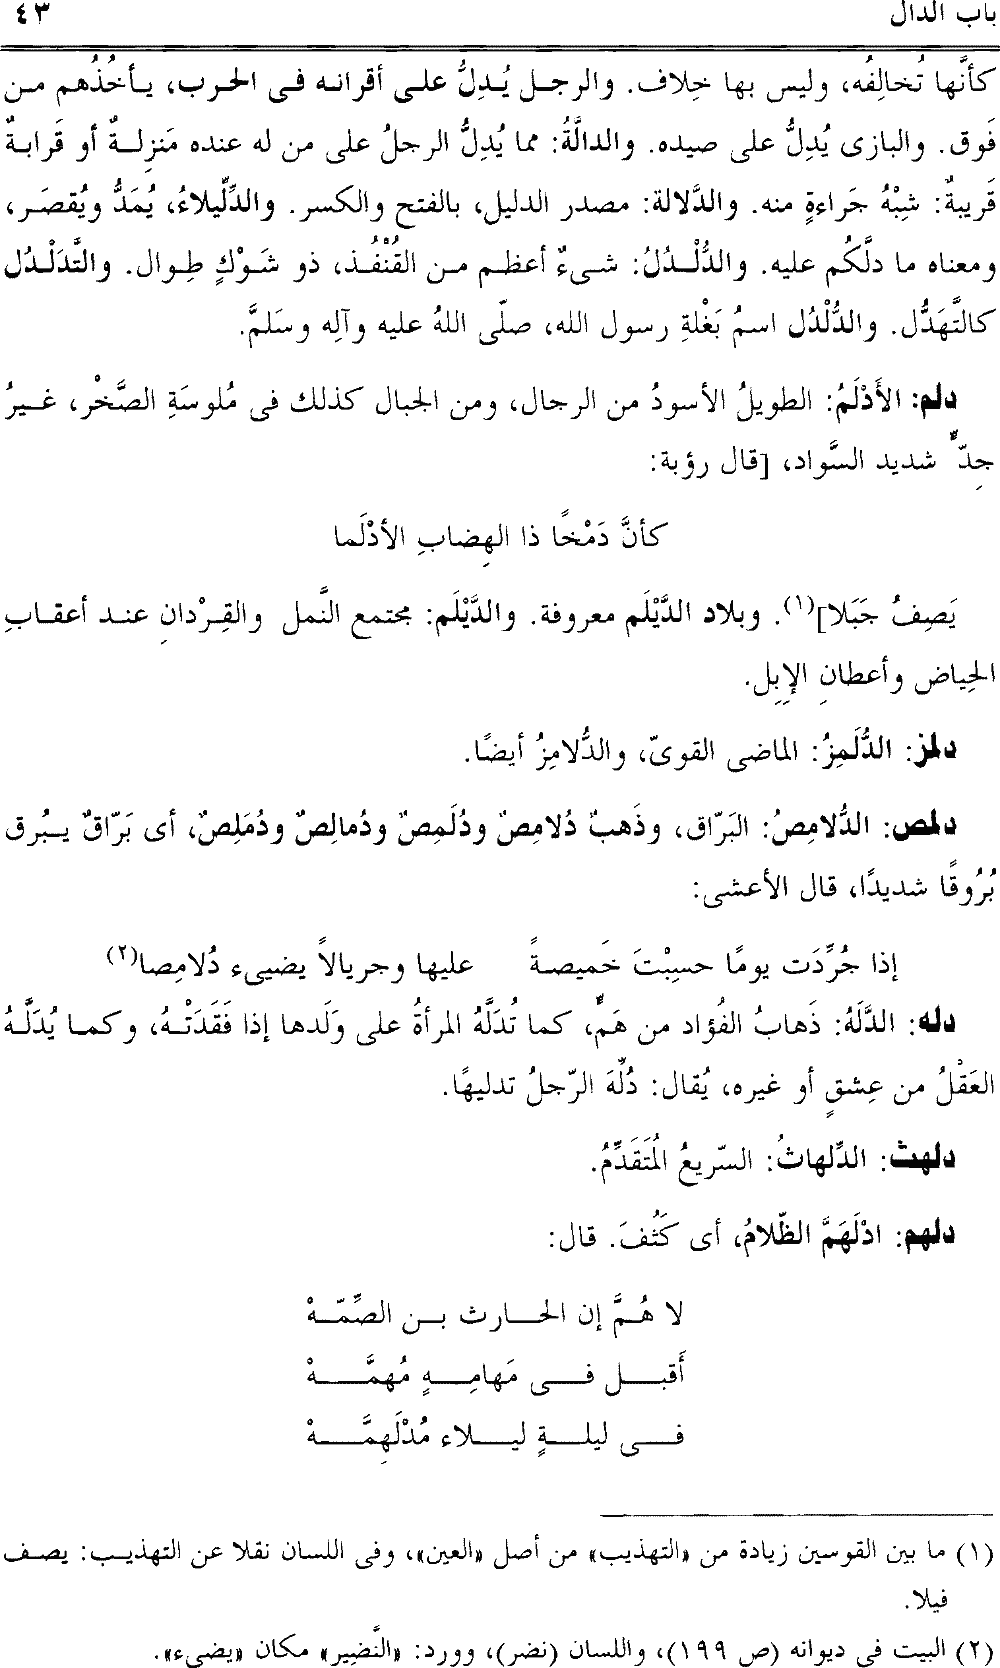 باب الدال ٤٣
كأنَّها تُخالِفُه، وليس بها خِلاف. والرجل يُدِلُّ على أقرانه فى الحرب، يأخُذُهم من
فَوق. والبازى يُدِلُّ على صيده. والدالَّةُ: مما يُدِلُّ الرجلُ على من له عنده مَنزِلةٌ أو قَرابةٌ
قَريبةٌ: شِبْهُ جَراءةٍ منه. والدَّلالة: مصدر الدليل، بالفتح والكسر. والدِّلِّيلاءُ، يُمَدُّ ويُقصَر،
ومعناه ما دلَّكُم عليه. والدُّلْدُلُ: شىءٌ أعظم من القُنْفُذ، ذو شَوْكٍ طِوال. والتَّدَلْدُل
كالتَّهَدُّل. والدُّلْدُل اسمُ بَغْلةِ رسول الله، صلّى اللهُ عليه وآلِه وسَلمَّ.
دلم: الأَدْلَمُ: الطويلُ الأسودُ من الرجال، ومن الجبال كذلك فى مُلوسَةِ الصَّخْر، غيرُ
جِدّ شديد السَّواد، [قال رؤبة:
كأنَّ دَمْخًا ذا الهِضابِ الأدْلَما
يَصِفُ جَبَلا](١). وبلاد الدَّيْلَم معروفة. والدَّيْلَم: مجتمع النَّمل والقِرْدانِ عند أعقابِ
الحِياض وأعطانِ الإبِل.
دلمز: الدُّلَمِزُ: الماضى القوىّ، والدُّلامِزُ أيضًا.
دلمص: الدُّلامِصُ: البَرّاق، وذَهبٌ دُلامِصٌ ودُلَمِصٌ ودُمالِصٌ ودُمَلِصٌ، أى بَرّاقٌ يبُرق
بُرُوقًا شديدًا، قال الأعشى:
إذا جُرِّدَت يومًا حسِبْتَ خَميصةً عليها وجريالاً يضيىء دُلامِصا(٢)
دله: الدَّلَهُ: ذَهابُ الفُؤاد من هَمٍّ، كما تُدَلَّهُ المرأةُ على وَلَدها إذا فَقَدَتْهُ، وكما يُدَلَّهُ
العَقْلُ من عِشقٍ أو غيره، يُقال: دُلِّهَ الرّجلُ تدليهًا.
دلهث: الدِّلهاثُ: السّريعُ المُتَقَدِّمُ.
دلهم: ادْلَهَمَّ الظّلامُ، أى كَثُفَ. قال:
لا هُمَّ إن الحارث بن الصِّمّهْ
أَقبل فى مَهامِهٍ مُهِمَّهْ
فى ليلةٍ ليلاء مُدْلَهِمَّهْ
(١) ما بين القوسين زيادة من «التهذيب» من أصل «العين»، وفى اللسان نقلا عن التهذيب: يصف
فيلا.
(٢) البيت فى ديوانه (ص ١٩٩)، واللسان (نضر)، وورد: «النَّضِير» مكان «يضىء».